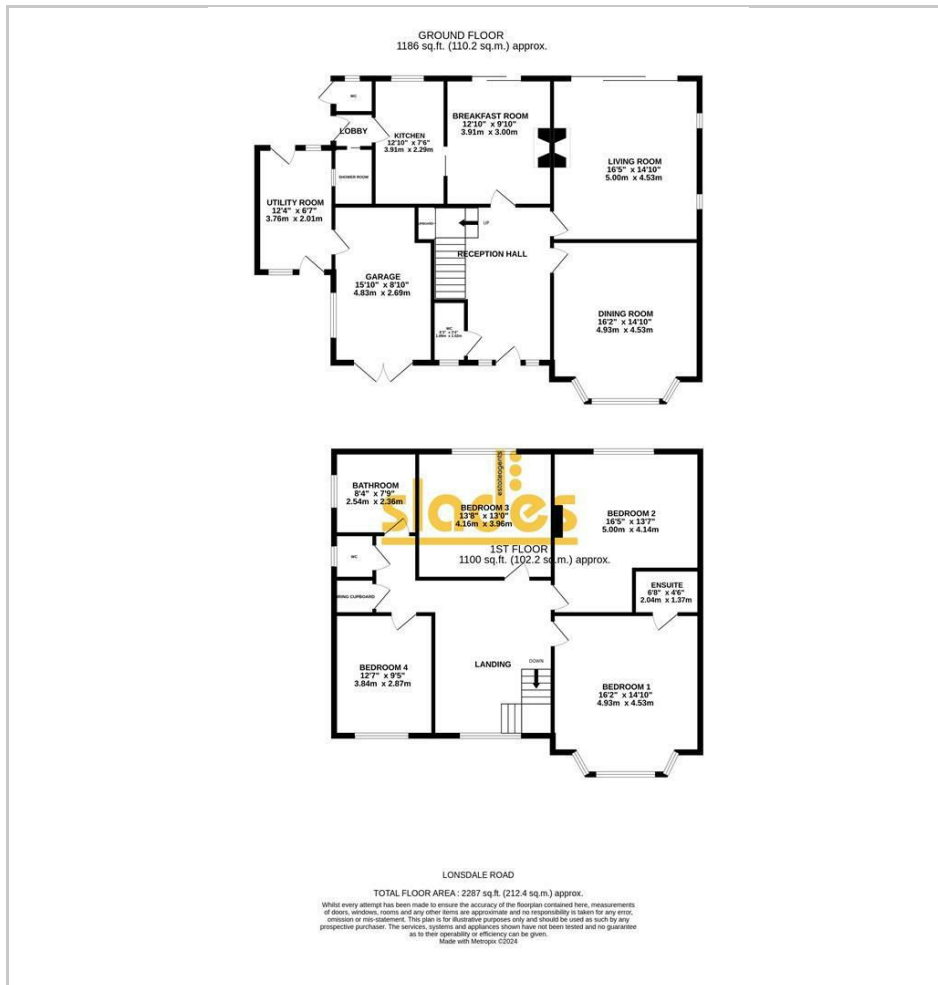 GROUND FLOOR
1186 sq.ft. (110.2 sq.m.) approx.
WC
LOBBY
KITCHEN
12'10" x 7'6"
3.91m x 2.29m
BREAKFAST ROOM
12'10" x 9'10"
3.91m x 3.00m
LIVING ROOM
16'5" x 14'10"
5.00m x 4.53m
SHOWER ROOM
UTILITY ROOM
12'4" x 6'7"
3.76m x 2.01m
UP
RECEPTION HALL
GARAGE
15'10" x 8'10"
4.83m x 2.69m
DINING ROOM
16'2" x 14'10"
4.93m x 4.53m
WC
BATHROOM
8'4" x 7'9"
2.54m x 2.36m
estateagents
slades
BEDROOM 3
13'8" x 13'0"
4.16m x 3.96m
BEDROOM 2
16'5" x 13'7"
5.00m x 4.14m
1ST FLOOR
1100 sq.ft. (102.2 sq.m.) approx.
WC
ENSUITE
6'8" x 4'6"
2.04m x 1.37m
CUPBOARD
BEDROOM 4
12'7" x 9'5"
3.84m x 2.87m
LANDING
DOWN
BEDROOM 1
16'2" x 14'10"
4.93m x 4.53m
LONSDALE ROAD
TOTAL FLOOR AREA : 2287 sq.ft. (212.4 sq.m.) approx.
Whilst every attempt has been made to ensure the accuracy of the floorplan contained here, measurements
of doors, windows, rooms and any other items are approximate and no responsibility is taken for any error,
omission or mis-statement. This plan is for illustrative purposes only and should be used as such by any
prospective purchaser. The services, systems and appliances shown have not been tested and no guarantee
as to their operability or efficiency can be given.
Made with Metropix ©2024